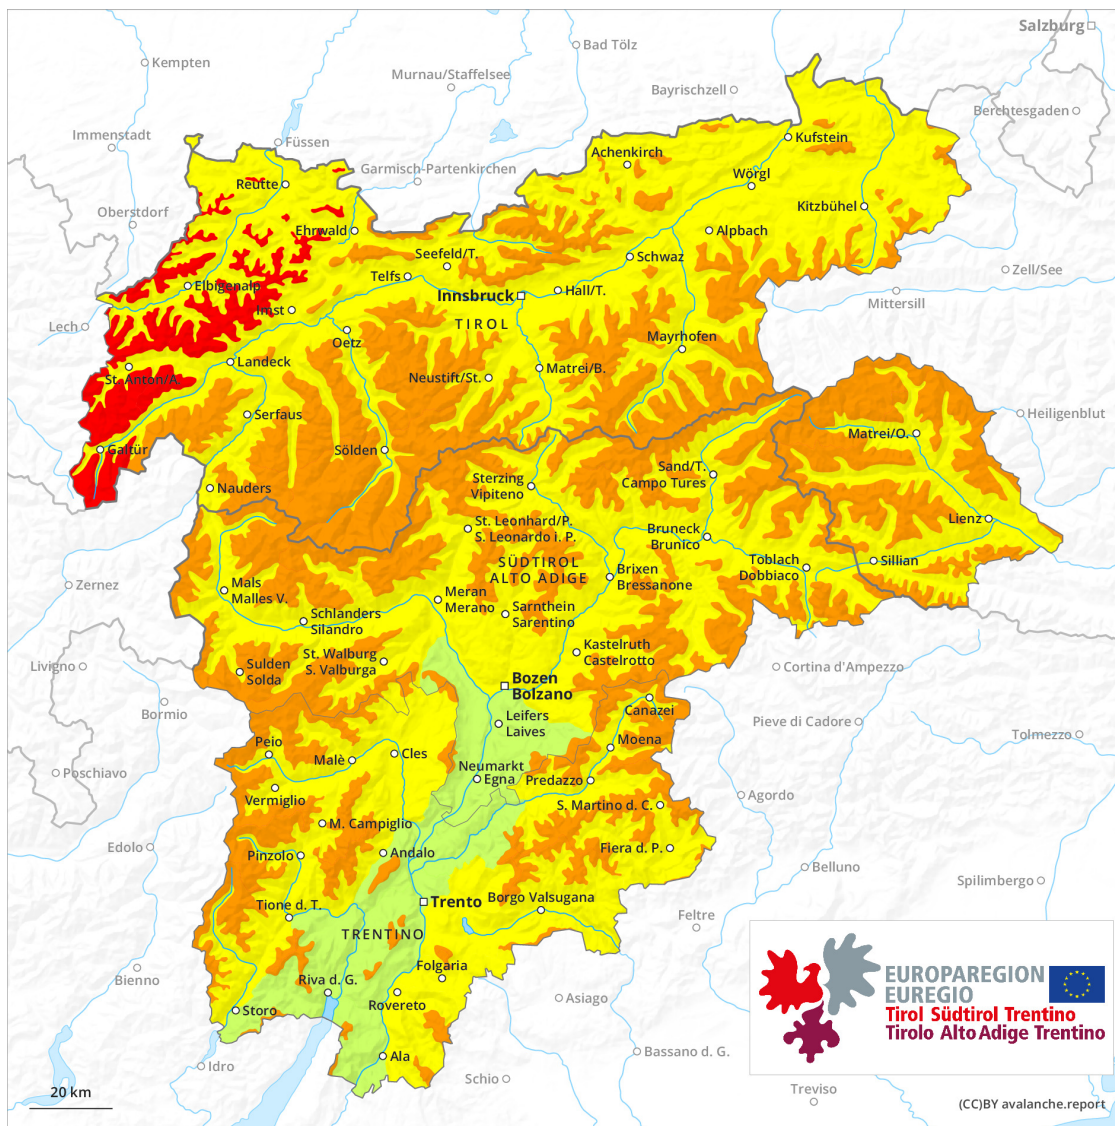 Salzburg
Bad Tölz
Kempten
Murnau/Staffelsee
Bayrischzell
Berchtesgaden
Immenstadt
Füssen
Kufstein
Achenkirch
Garmisch-Partenkirchen
Wörgl
Reutte
Oberstdorf
Kitzbühel
Ehrwald
Alpbach
Seefeld/T.
Schwaz
Zell/See
Telfs
Elbigenalp
Innsbruck
Hall/T.
Mittersill
Imst
TIROL
Lech
Oetz
Mayrhofen
Landeck
Matrei/B.
St. Anton/A.
Neustift/St.
Serfaus
Heiligenblut
Matrei/O.
Galtür
Sölden
Sand/T.
Campo Tures
Sterzing
Vipiteno
Nauders
Lienz
St. Leonhard/P.
S. Leonardo i. P.
Bruneck
Brunico
SÜDTIROL
ALTO ADIGE
Toblach
Dobbiaco
Sillian
Brixen
Bressanone
Zernez
Mals
Malles V.
Meran
Merano
Sarnthein
Sarentino
Schlanders
Silandro
Kastelruth
Castelrotto
St. Walburg
S. Valburga
Livigno
Sulden
Solda
Cortina d'Ampezzo
Bozen
Bolzano
Bormio
Canazei
Leifers
Laives
Pieve di Cadore
Tolmezzo
Peio
Moena
Cles
Malè
Poschiavo
Neumarkt
Egna
Predazzo
Vermiglio
Agordo
S. Martino d. C.
M. Campiglio
Edolo
Pinzolo
Andalo
Fiera d. P.
Belluno
Spilimbergo
Trento
Borgo Valsugana
Tione d. T.
Feltre
TRENTINO
Bienno
Folgaria
Riva d. G.
EUROPAREGION
EUREGIO
Tirol Südtirol Trentino
Tirolo Alto Adige Trentino
Asiago
Rovereto
Storo
Bassano d. G.
Ala
Idro
Schio
Treviso
20 km
(CC)BY avalanche.report